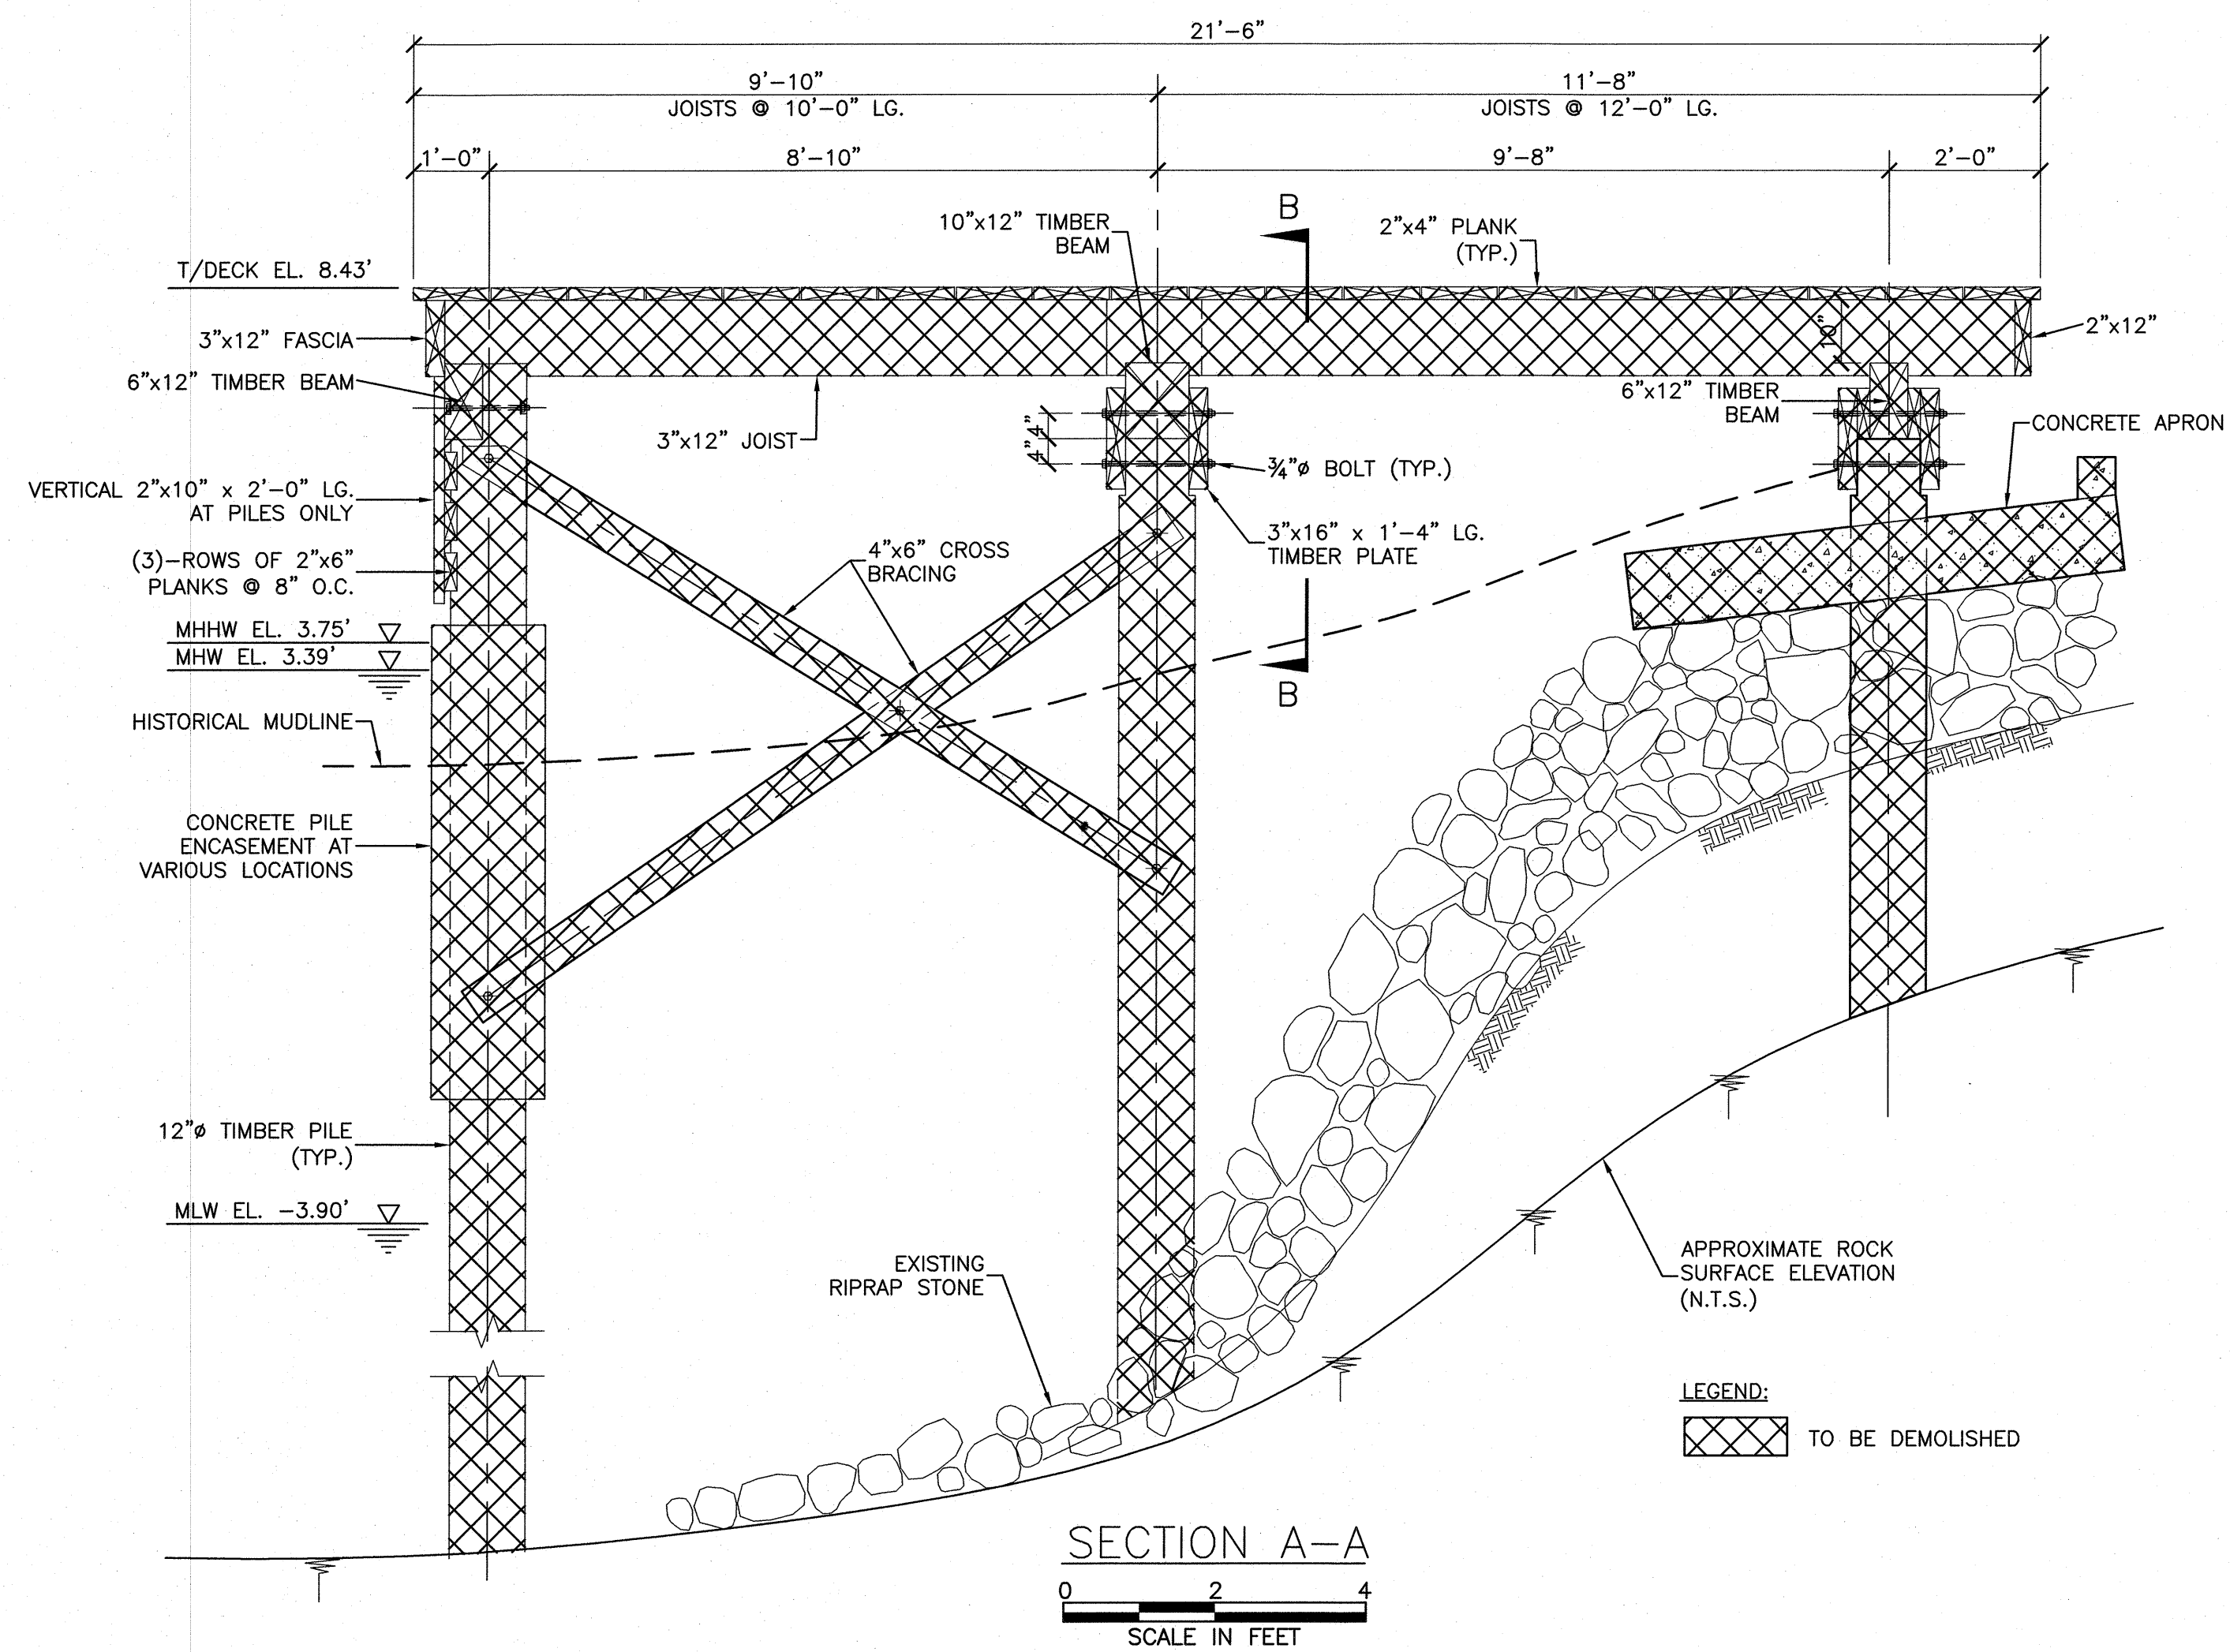 21'-6"
9'-10"
JOISTS @ 10'-0" LG.
11'-8"
JOISTS @ 12'-0" LG.
1'-0"
8'-10"
9'-8"
2'-0"
10"x12" TIMBER
BEAM
B
2"x4" PLANK
(TYP.)
T/DECK EL. 8.43'
3"x12" FASCIA
6"x12" TIMBER BEAM
10"
2"x12"
6"x12" TIMBER
BEAM
CONCRETE APRON
3"x12" JOIST
4"
4"
¾"ø BOLT (TYP.)
VERTICAL 2"x10" x 2'-0" LG.
AT PILES ONLY
3"x16" x 1'-4" LG.
TIMBER PLATE
4"x6" CROSS
BRACING
(3)-ROWS OF 2"x6"
PLANKS @ 8" O.C.
MHHW EL. 3.75'
MHW EL. 3.39'
B
HISTORICAL MUDLINE
CONCRETE PILE
ENCASEMENT AT
VARIOUS LOCATIONS
12"ø TIMBER PILE
(TYP.)
MLW EL. -3.90'
EXISTING
RIPRAP STONE
APPROXIMATE ROCK
SURFACE ELEVATION
(N.T.S.)
LEGEND:
TO BE DEMOLISHED
SECTION A-A
0 2 4
SCALE IN FEET